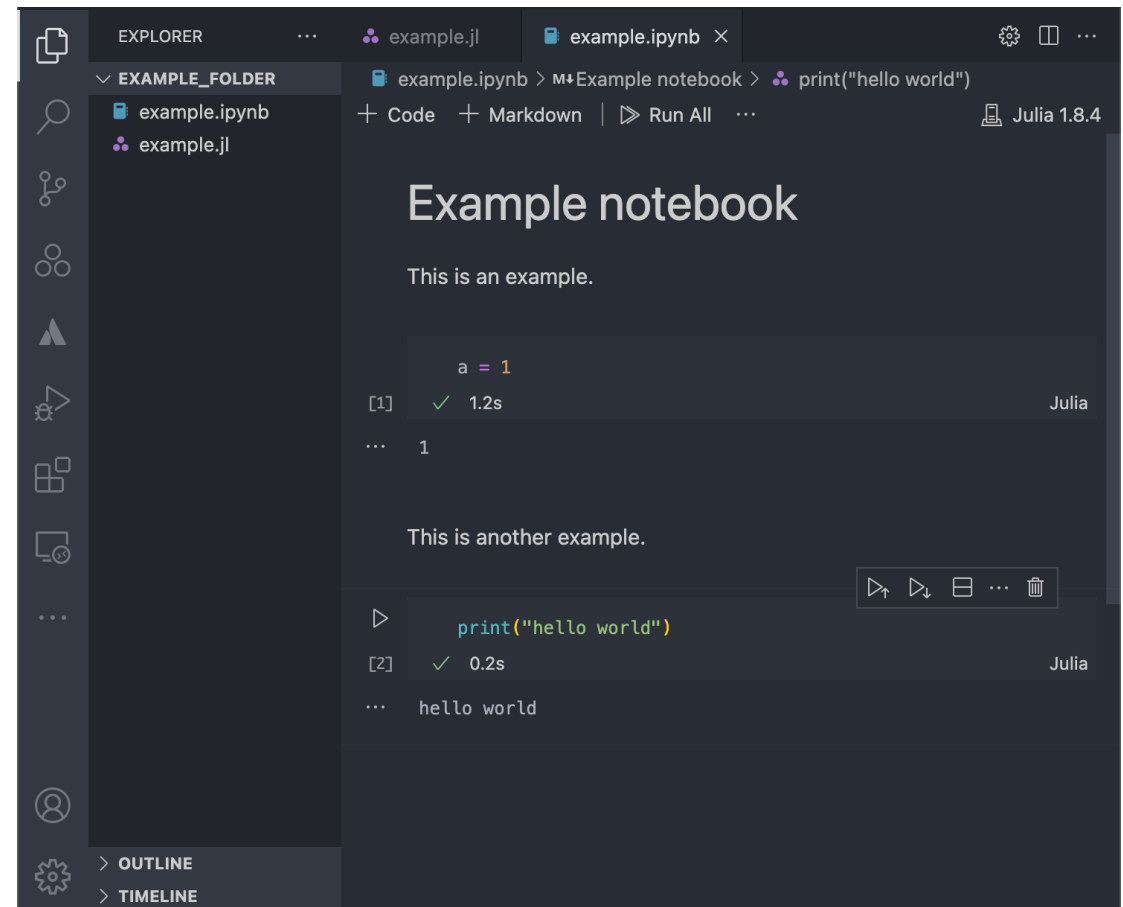 EXPLORER ...
example.jl
example.ipynb
EXAMPLE_FOLDER
example.ipynb > M↓Example notebook > print("hello world")
example.ipynb
example.jl
+ Code + Markdown | Run All ...
Julia 1.8.4
Example notebook
This is an example.
a = 1
[1] ✓ 1.2s Julia
... 1
This is another example.
print("hello world")
[2] ✓ 0.2s Julia
... hello world
OUTLINE
TIMELINE